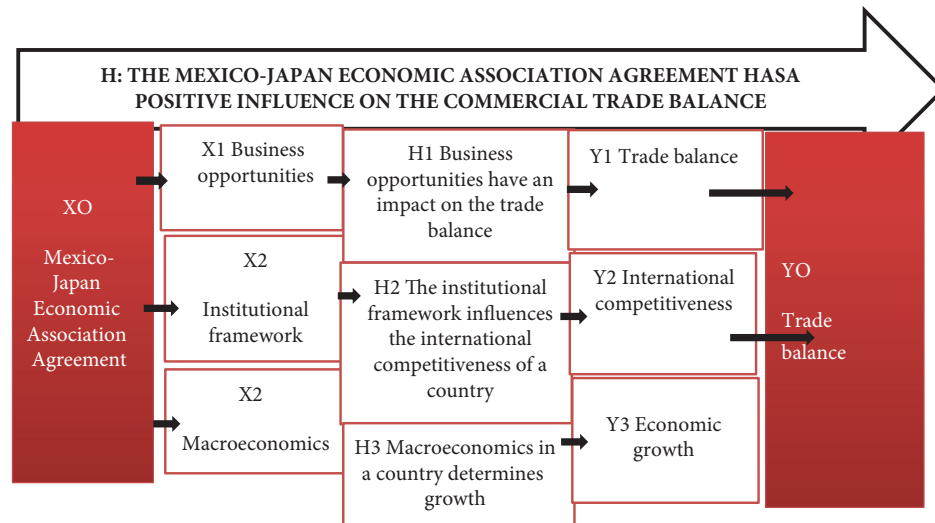 H: THE MEXICO-JAPAN ECONOMIC ASSOCIATION AGREEMENT HASA
POSITIVE INFLUENCE ON THE COMMERCIAL TRADE BALANCE
XO
Mexico-
Japan
Economic
Association
Agreement
X1 Business
opportunities
X2
Institutional
framework
X2
Macroeconomics
H1 Business
opportunities have an
impact on the trade
balance
H2 The institutional
framework influences
the international
competitiveness of a
country
H3 Macroeconomics in
a country determines
growth
Y1 Trade balance
Y2 International
competitiveness
Y3 Economic
growth
YO
Trade
balance